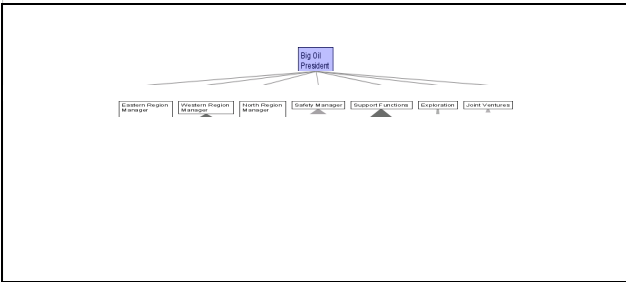 Big Oil
President
Eastern Region
Manager
Western Region
Manager
North Region
Manager
Safety Manager
Support Functions
Exploration
Joint Ventures